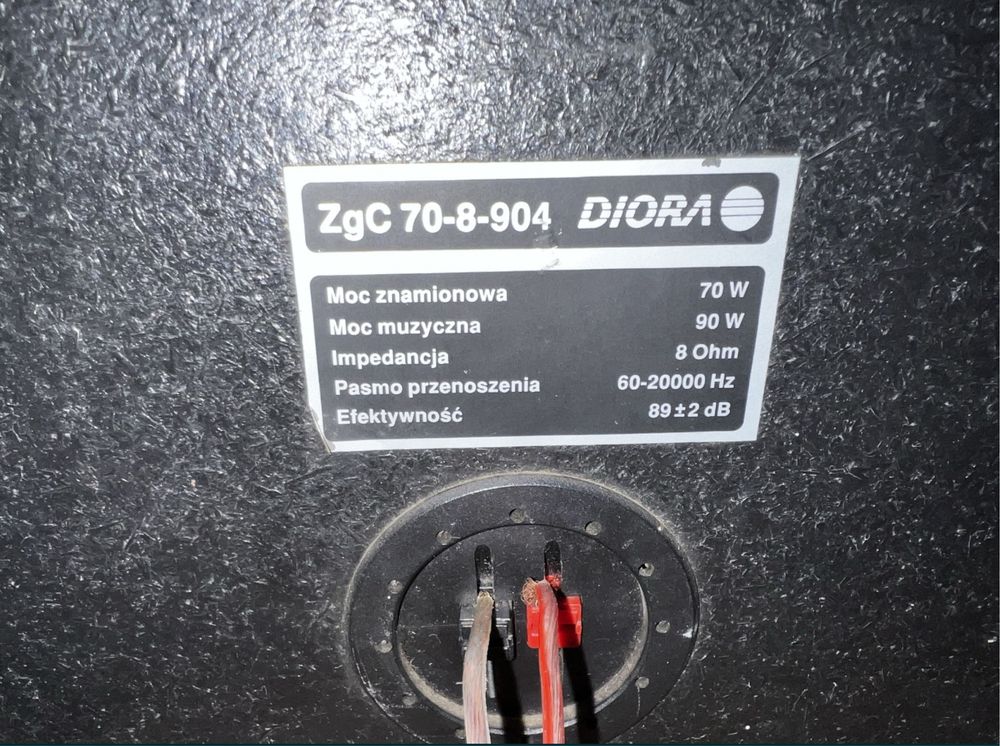 ZgC 70-8-904 DIORA
Moc znamionowa 70 W
Moc muzyczna 90 W
Impedancja 8 Ohm
Pasmo przenoszenia 60-20000 Hz
Efektywność 89±2 dB